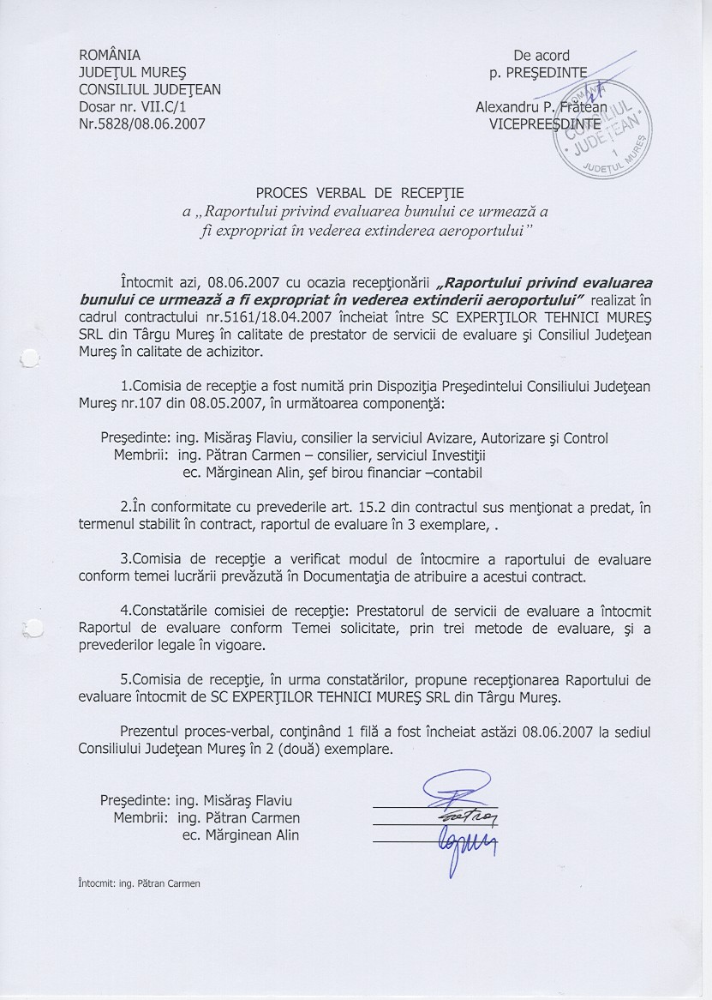 ROMÂNIA
JUDEŢUL MUREŞ
CONSILIUL JUDEŢEAN
Dosar nr. VII.C/1
Nr.5828/08.06.2007
De acord
p. PREŞEDINTE
Alexandru P. Frătean
VICEPREEŞDINTE
ROMÂNIA
CONSILIUL
JUDEŢEAN
1
JUDEŢUL MUREŞ
PROCES VERBAL DE RECEPŢIE
a „Raportului privind evaluarea bunului ce urmează a
fi expropriat în vederea extinderea aeroportului”
Întocmit azi, 08.06.2007 cu ocazia recepţionării „Raportului privind evaluarea
bunului ce urmează a fi expropriat în vederea extinderii aeroportului” realizat în
cadrul contractului nr.5161/18.04.2007 încheiat între SC EXPERŢILOR TEHNICI MUREŞ
SRL din Târgu Mureş în calitate de prestator de servicii de evaluare şi Consiliul Judeţean
Mureş în calitate de achizitor.
1.Comisia de recepţie a fost numită prin Dispoziţia Preşedintelui Consiliului Judeţean
Mureş nr.107 din 08.05.2007, în următoarea componenţă:
Preşedinte: ing. Misăraş Flaviu, consilier la serviciul Avizare, Autorizare şi Control
Membrii: ing. Pătran Carmen – consilier, serviciul Investiţii
ec. Mărginean Alin, şef birou financiar –contabil
2.În conformitate cu prevederile art. 15.2 din contractul sus menţionat a predat, în
termenul stabilit în contract, raportul de evaluare în 3 exemplare, .
3.Comisia de recepţie a verificat modul de întocmire a raportului de evaluare
conform temei lucrării prevăzută în Documentaţia de atribuire a acestui contract.
4.Constatările comisiei de recepţie: Prestatorul de servicii de evaluare a întocmit
Raportul de evaluare conform Temei solicitate, prin trei metode de evaluare, şi a
prevederilor legale în vigoare.
5.Comisia de recepţie, în urma constatărilor, propune recepţionarea Raportului de
evaluare întocmit de SC EXPERŢILOR TEHNICI MUREŞ SRL din Târgu Mureş.
Prezentul proces-verbal, conţinând 1 filă a fost încheiat astăzi 08.06.2007 la sediul
Consiliului Judeţean Mureş în 2 (două) exemplare.
Preşedinte: ing. Misăraş Flaviu
Membrii: ing. Pătran Carmen
ec. Mărginean Alin
Întocmit: ing. Pătran Carmen